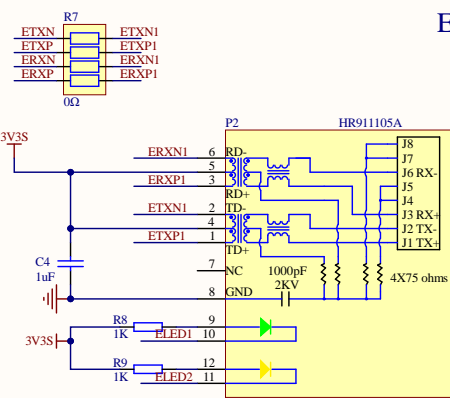 R7
E
ETXN ETXN1
ETXP ETXP1
ERXN ERXN1
ERXP ERXP1
0Ω
P2 HR911105A
3V3S
J8
ERXN1 6 RD- J7
5 J6 RX-
ERXP1 3 J5
RD+ J4
ETXN1 2 TD- J3 RX+
4 J2 TX-
ETXP1 1 J1 TX+
TD+
C4 7 NC 1000pF 4X75 ohms
1uF 2KV
8 GND
R8 9
1K ELED1 10
3V3S
R9 12
1K ELED2 11